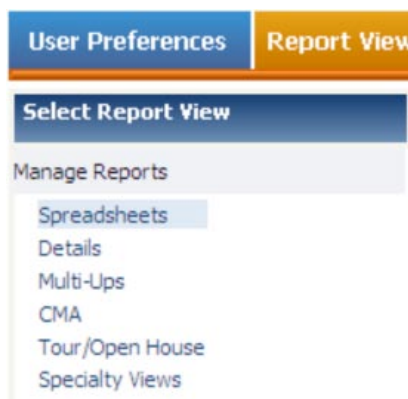 User Preferences Report View
Select Report View
Manage Reports
Spreadsheets
Details
Multi-Ups
CMA
Tour/Open House
Specialty Views